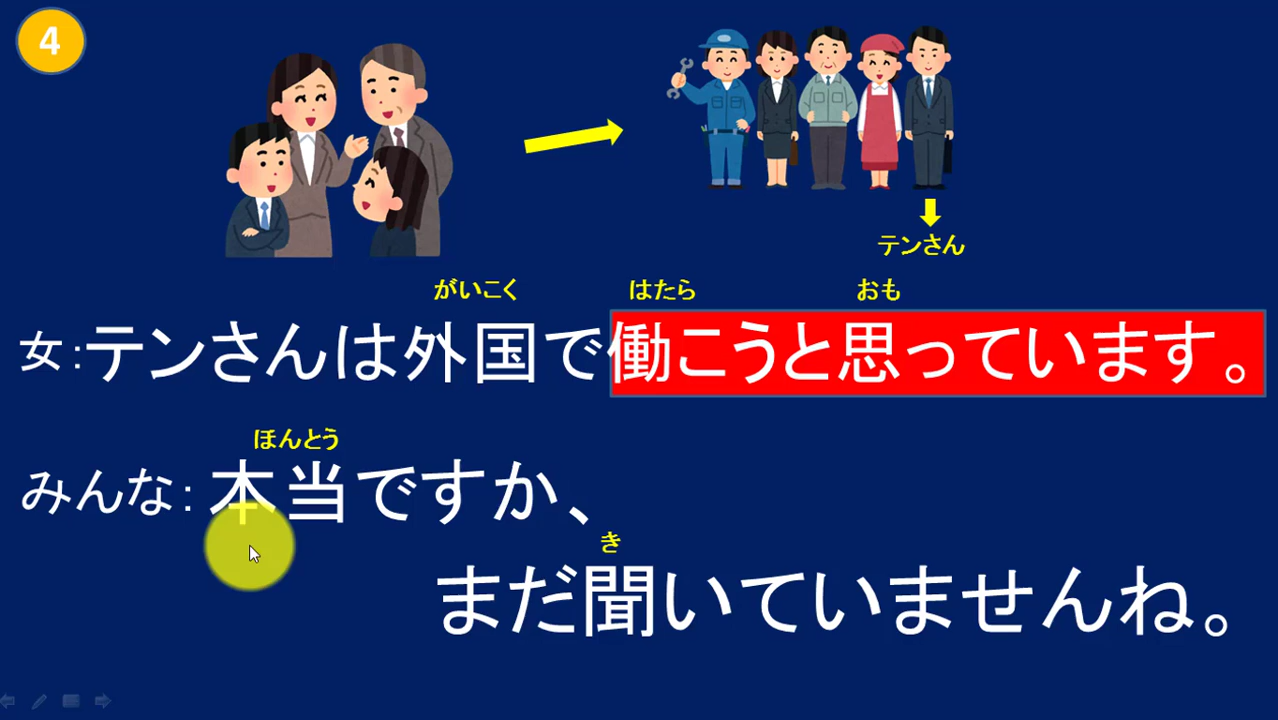 4
テンさん
がいこく はたら おも
女:テンさんは外国で働こうと思っています。
ほんとう
みんな: 本当ですか、
き
まだ聞いていませんね。